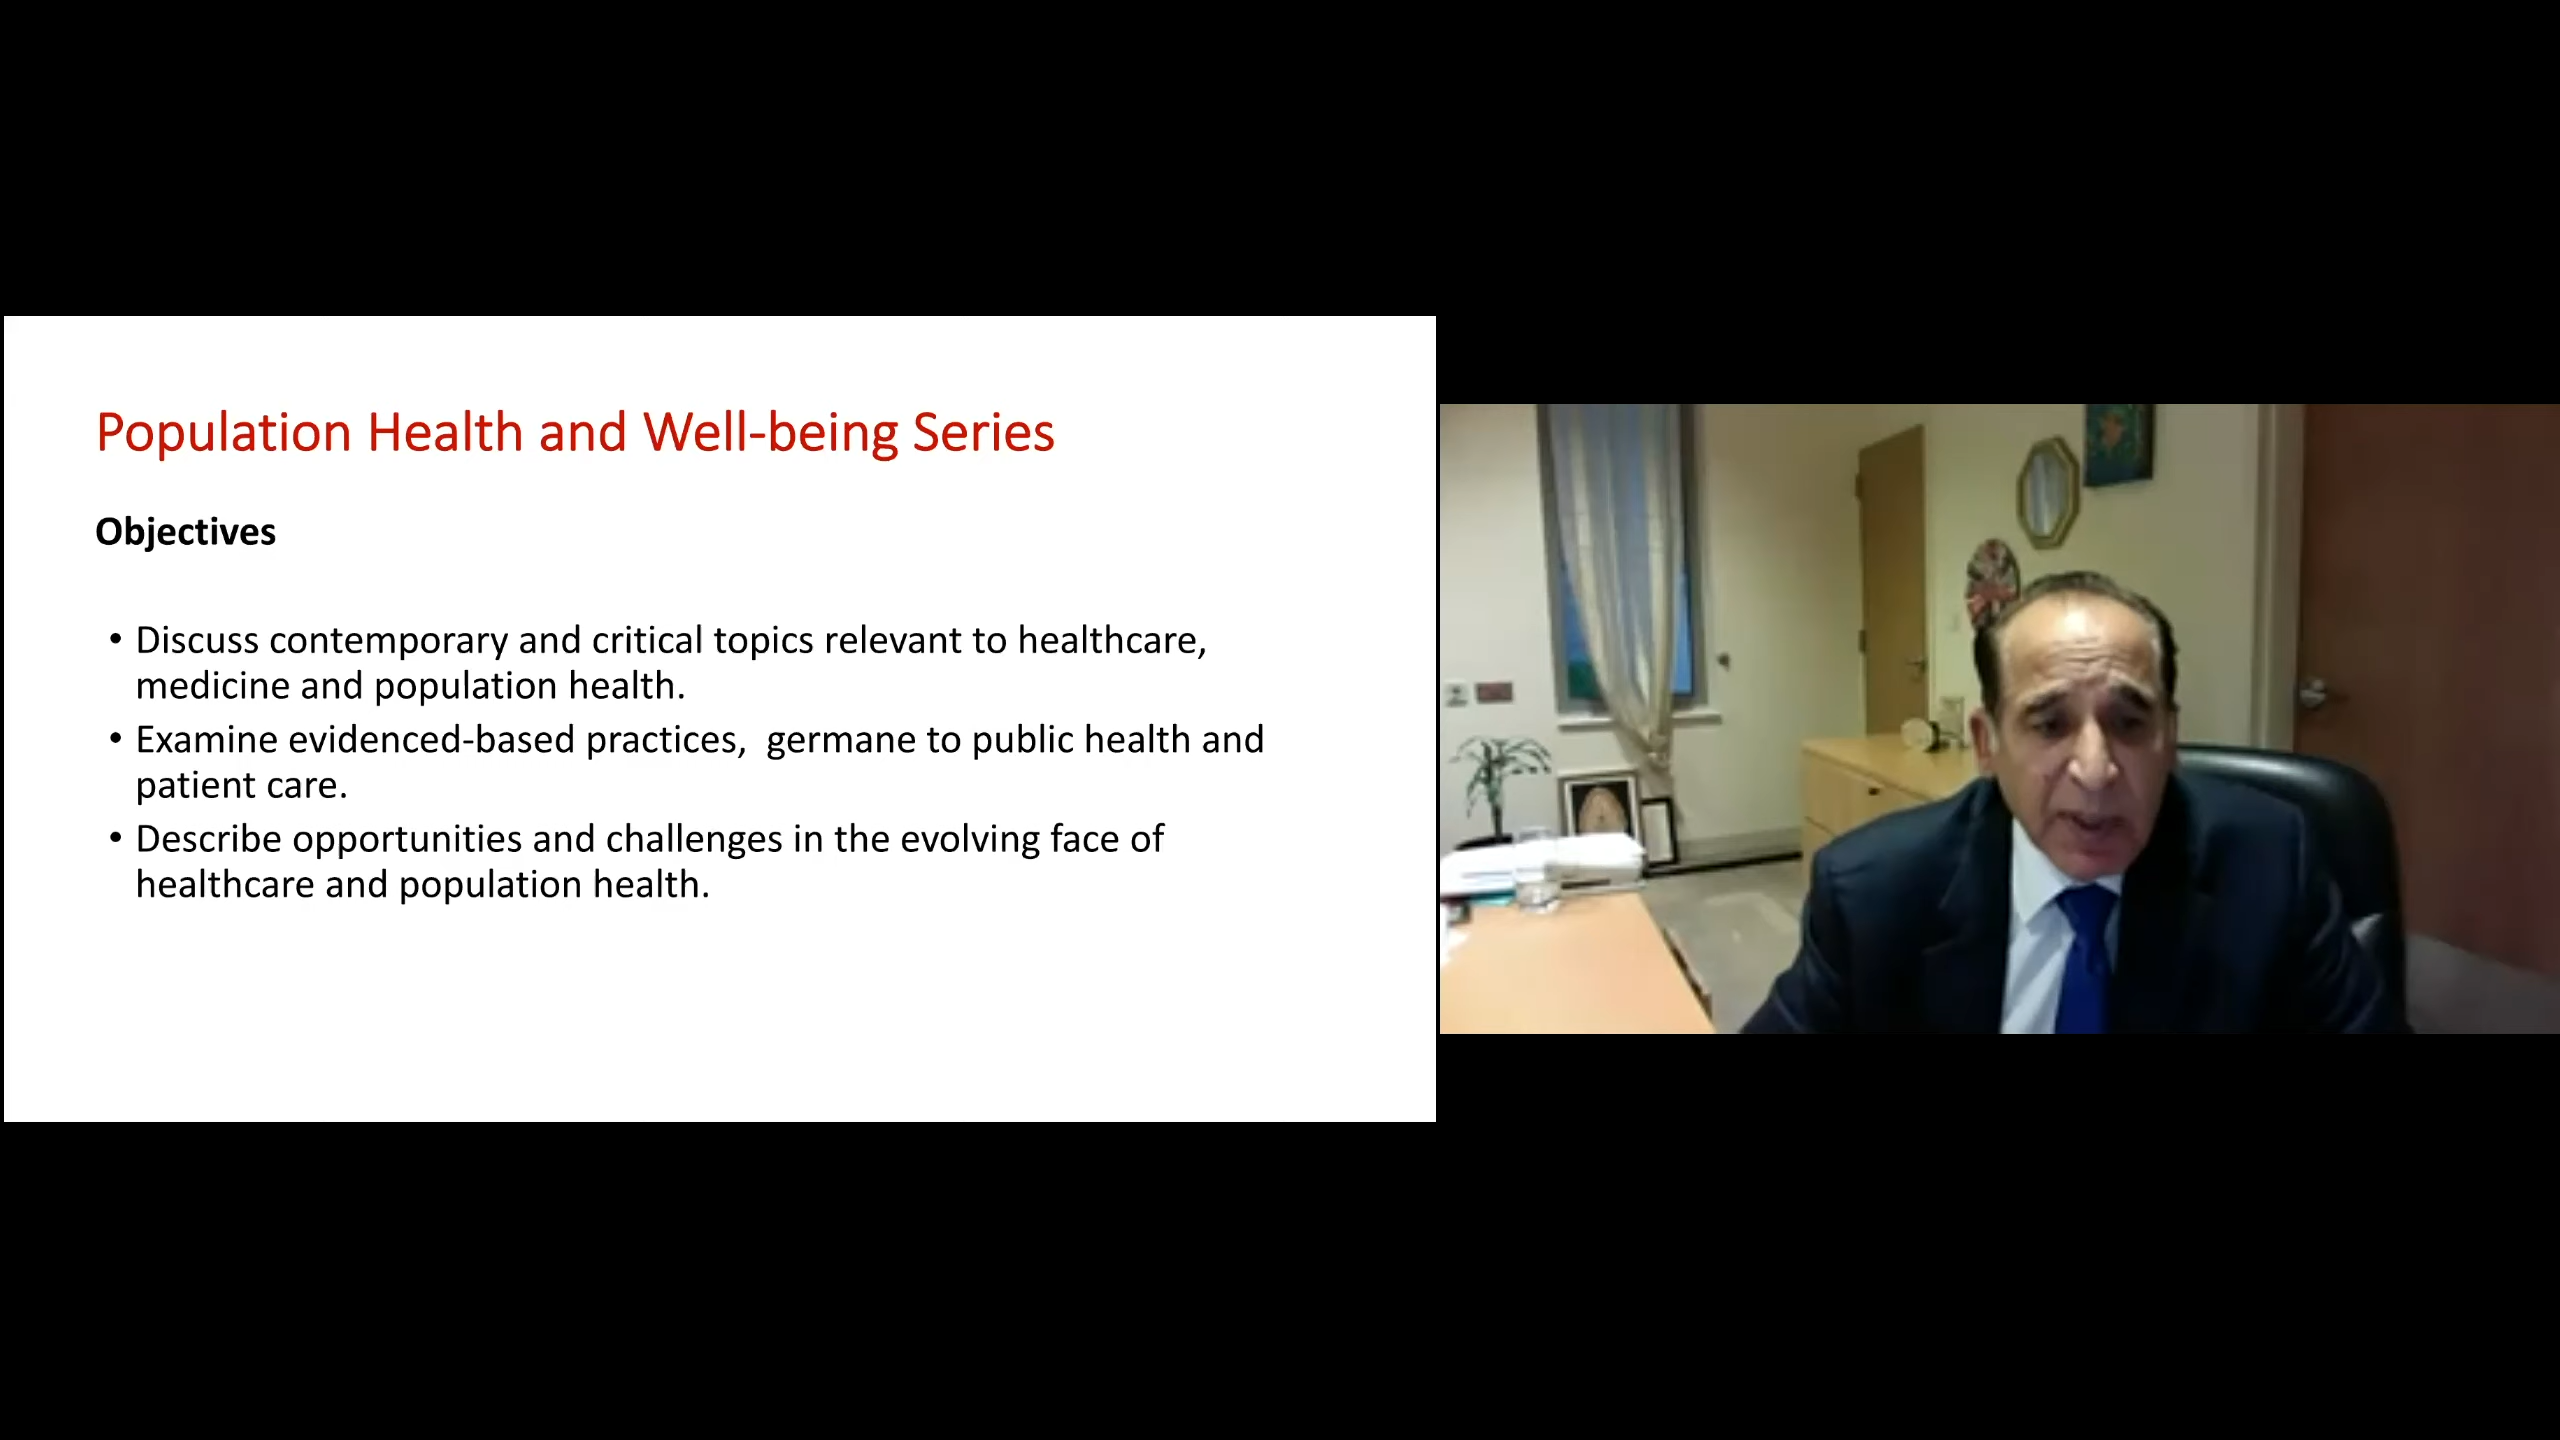 Population Health and Well-being Series
Objectives
• Discuss contemporary and critical topics relevant to healthcare,
medicine and population health.
• Examine evidenced-based practices,  germane to public health and
patient care.
• Describe opportunities and challenges in the evolving face of
healthcare and population health.